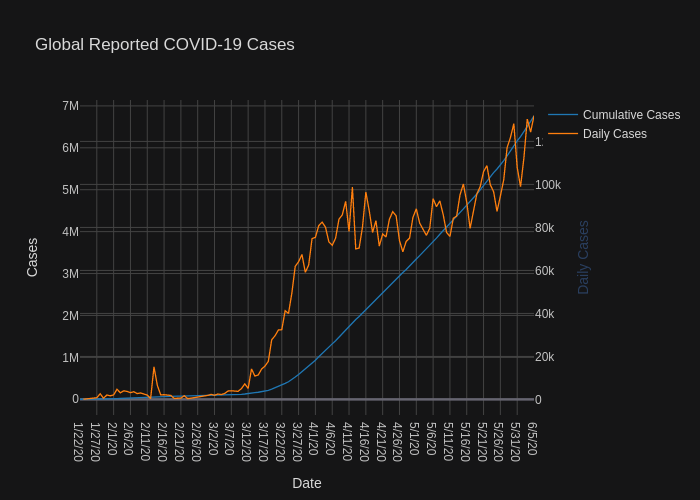 Global Reported COVID-19 Cases
Cumulative Cases
Daily Cases
7M
6M
5M
4M
3M
2M
1M
0
Cases
100k
80k
60k
40k
20k
0
Daily Cases
1/22/20
1/27/20
2/1/20
2/6/20
2/11/20
2/16/20
2/21/20
2/26/20
3/2/20
3/7/20
3/12/20
3/17/20
3/22/20
3/27/20
4/1/20
4/6/20
4/11/20
4/16/20
4/21/20
4/26/20
5/1/20
5/6/20
5/11/20
5/16/20
5/21/20
5/26/20
5/31/20
6/5/20
Date